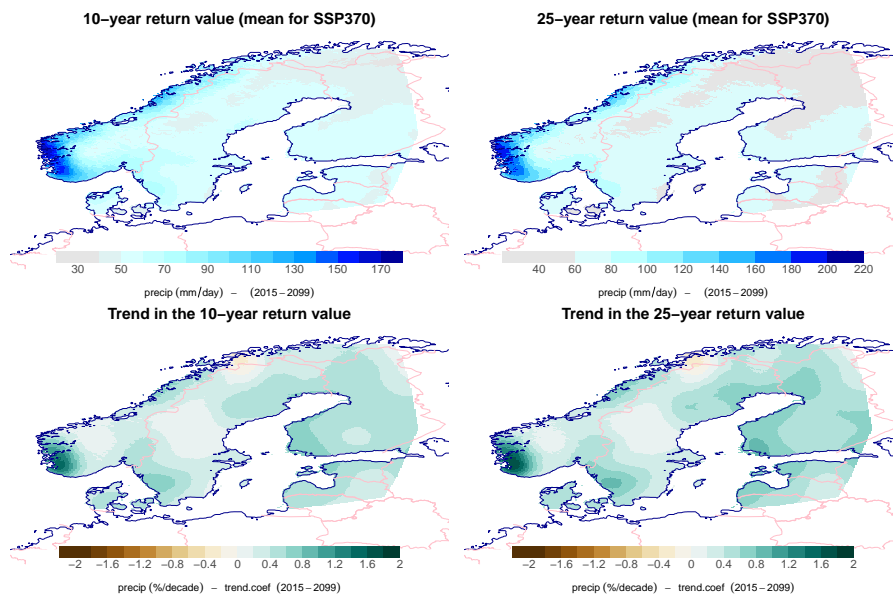 10−year return value (mean for SSP370)
25−year return value (mean for SSP370)
30 50 70 90 110 130 150 170
40 60 80 100 120 140 160 180 200 220
precip (mm/day) − (2015−2099)
precip (mm/day) − (2015−2099)
Trend in the 10−year return value
Trend in the 25−year return value
−2 −1.6 −1.2 −0.8 −0.4 0 0.4 0.8 1.2 1.6 2
−2 −1.6 −1.2 −0.8 −0.4 0 0.4 0.8 1.2 1.6 2
precip (%/decade) − trend.coef (2015−2099)
precip (%/decade) − trend.coef (2015−2099)